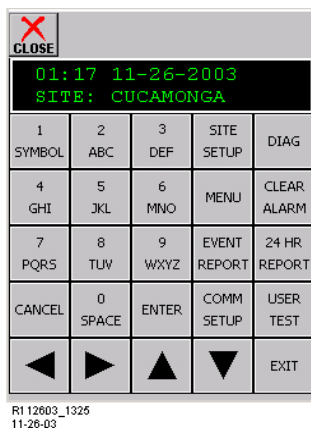 CLOSE
01:17 11-26-2003
SITE: CUCAMONGA
1 2 3 SITE
SYMBOL ABC DEF SETUP DIAG
4 5 6 MENU CLEAR
GHI JKL MNO ALARM
7 8 9 EVENT 24 HR
PQRS TUV WXYZ REPORT REPORT
CANCEL 0 ENTER COMM USER
SPACE SETUP TEST
EXIT
R112603_1325
11-26-03